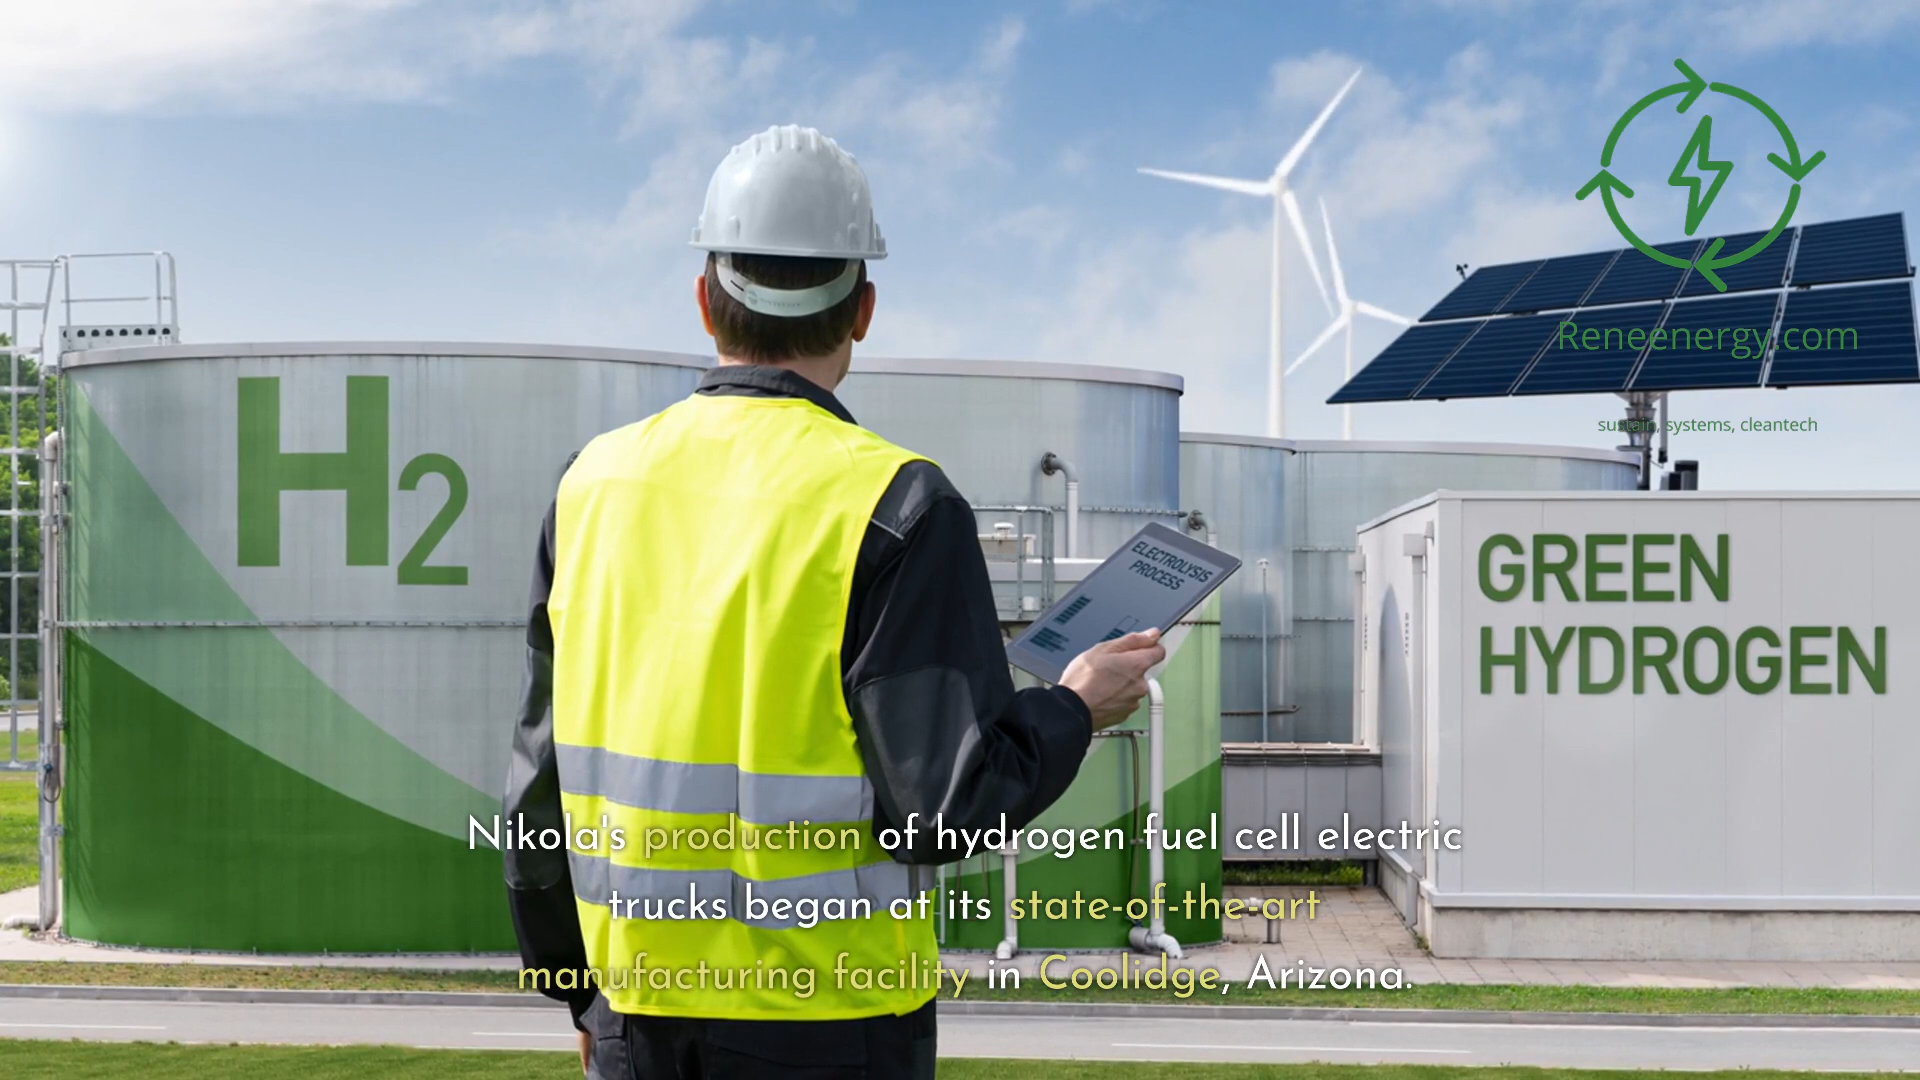 Reneenergy.com
sustain, systems, cleantech
H2
ELECTROLYSIS
PROCESS
GREEN
HYDROGEN
Nikola's production of hydrogen fuel cell electric
trucks began at its state-of-the-art
manufacturing facility in Coolidge, Arizona.